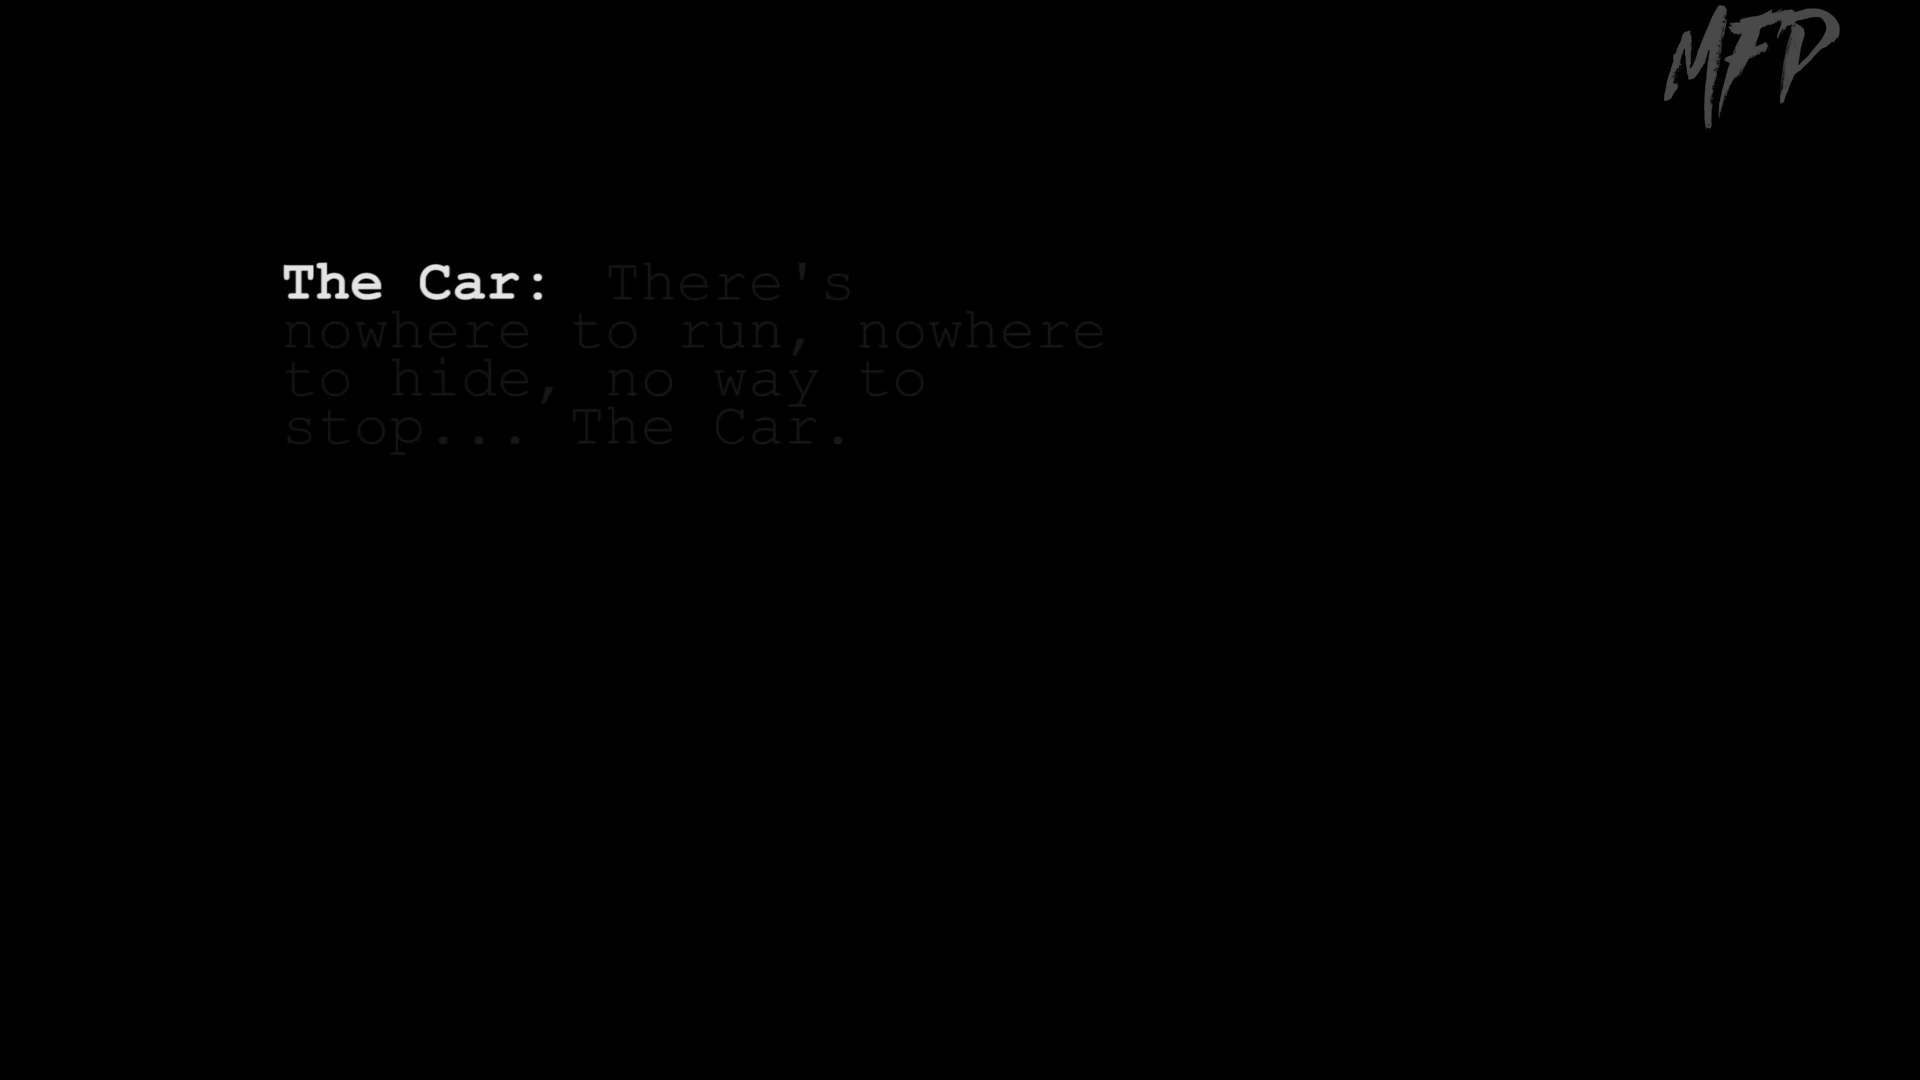 MFD
The Car: There's
nowhere to run, nowhere
to hide, no way to
stop... The Car.